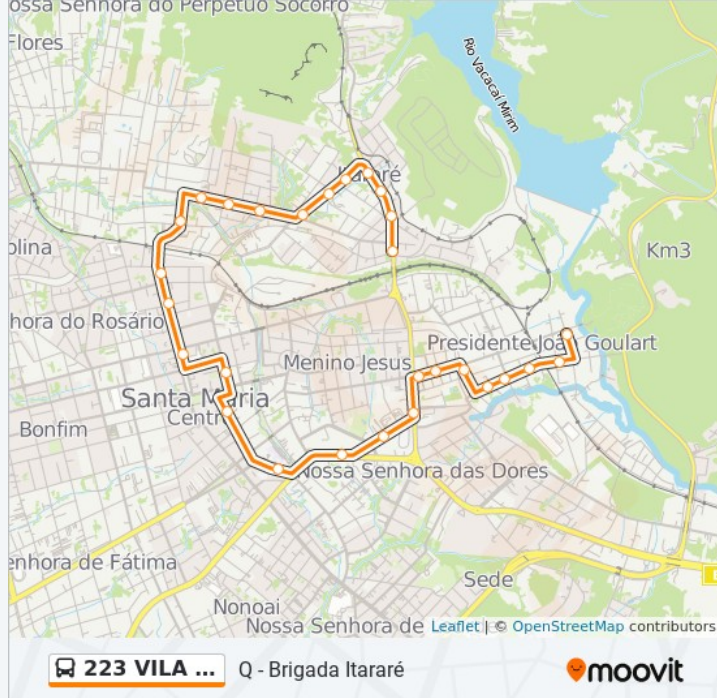 ossa Senhora do Perpétuo Socorro
Flores
Rio Vacacaí Mirim
Itararé
olina
Km3
hora do Rosário
Presidente João Goulart
Menino Jesus
Santa Maria
Centro
Bonfim
Nossa Senhora das Dores
enhora de Fátima
Sede
Nonoai
Nossa Senhora de
Leaflet | © OpenStreetMap contributors
223 VILA ...
Q - Brigada Itararé
moovit